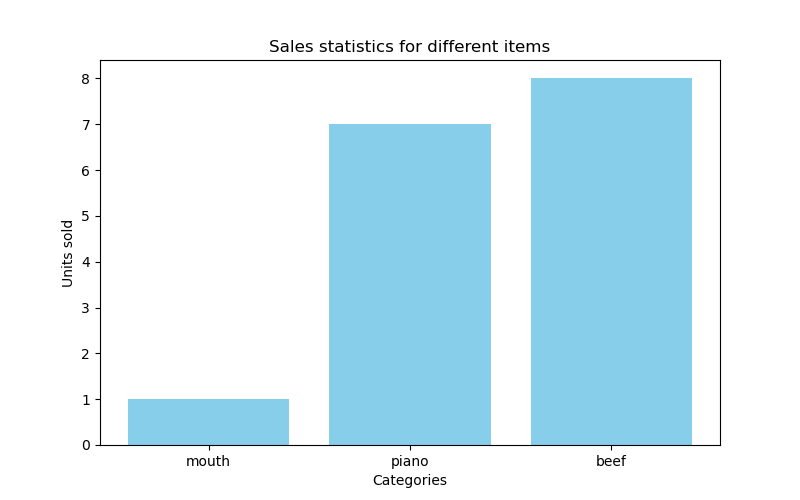 Sales statistics for different items
Units sold
8
7
6
5
4
3
2
1
0
mouth piano beef
Categories